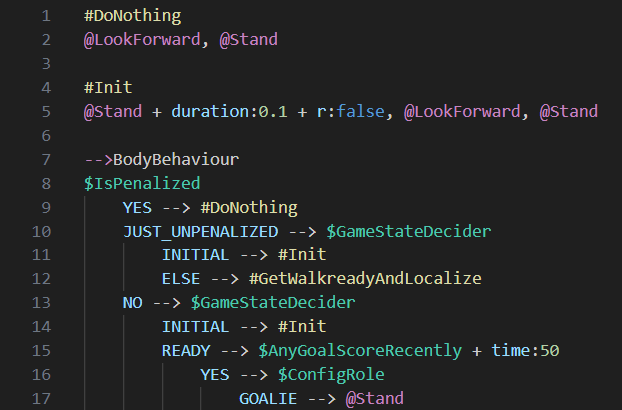 1 #DoNothing
2 @LookForward, @Stand
3
4 #Init
5 @Stand + duration:0.1 + r:false, @LookForward, @Stand
6
7 -->BodyBehaviour
8 $IsPenalized
9 YES --> #DoNothing
10 JUST_UNPENALIZED --> $GameStateDecider
11 INITIAL --> #Init
12 ELSE --> #GetWalkreadyAndLocalize
13 NO --> $GameStateDecider
14 INITIAL --> #Init
15 READY --> $AnyGoalScoreRecently + time:50
16 YES --> $ConfigRole
17 GOALIE --> @Stand